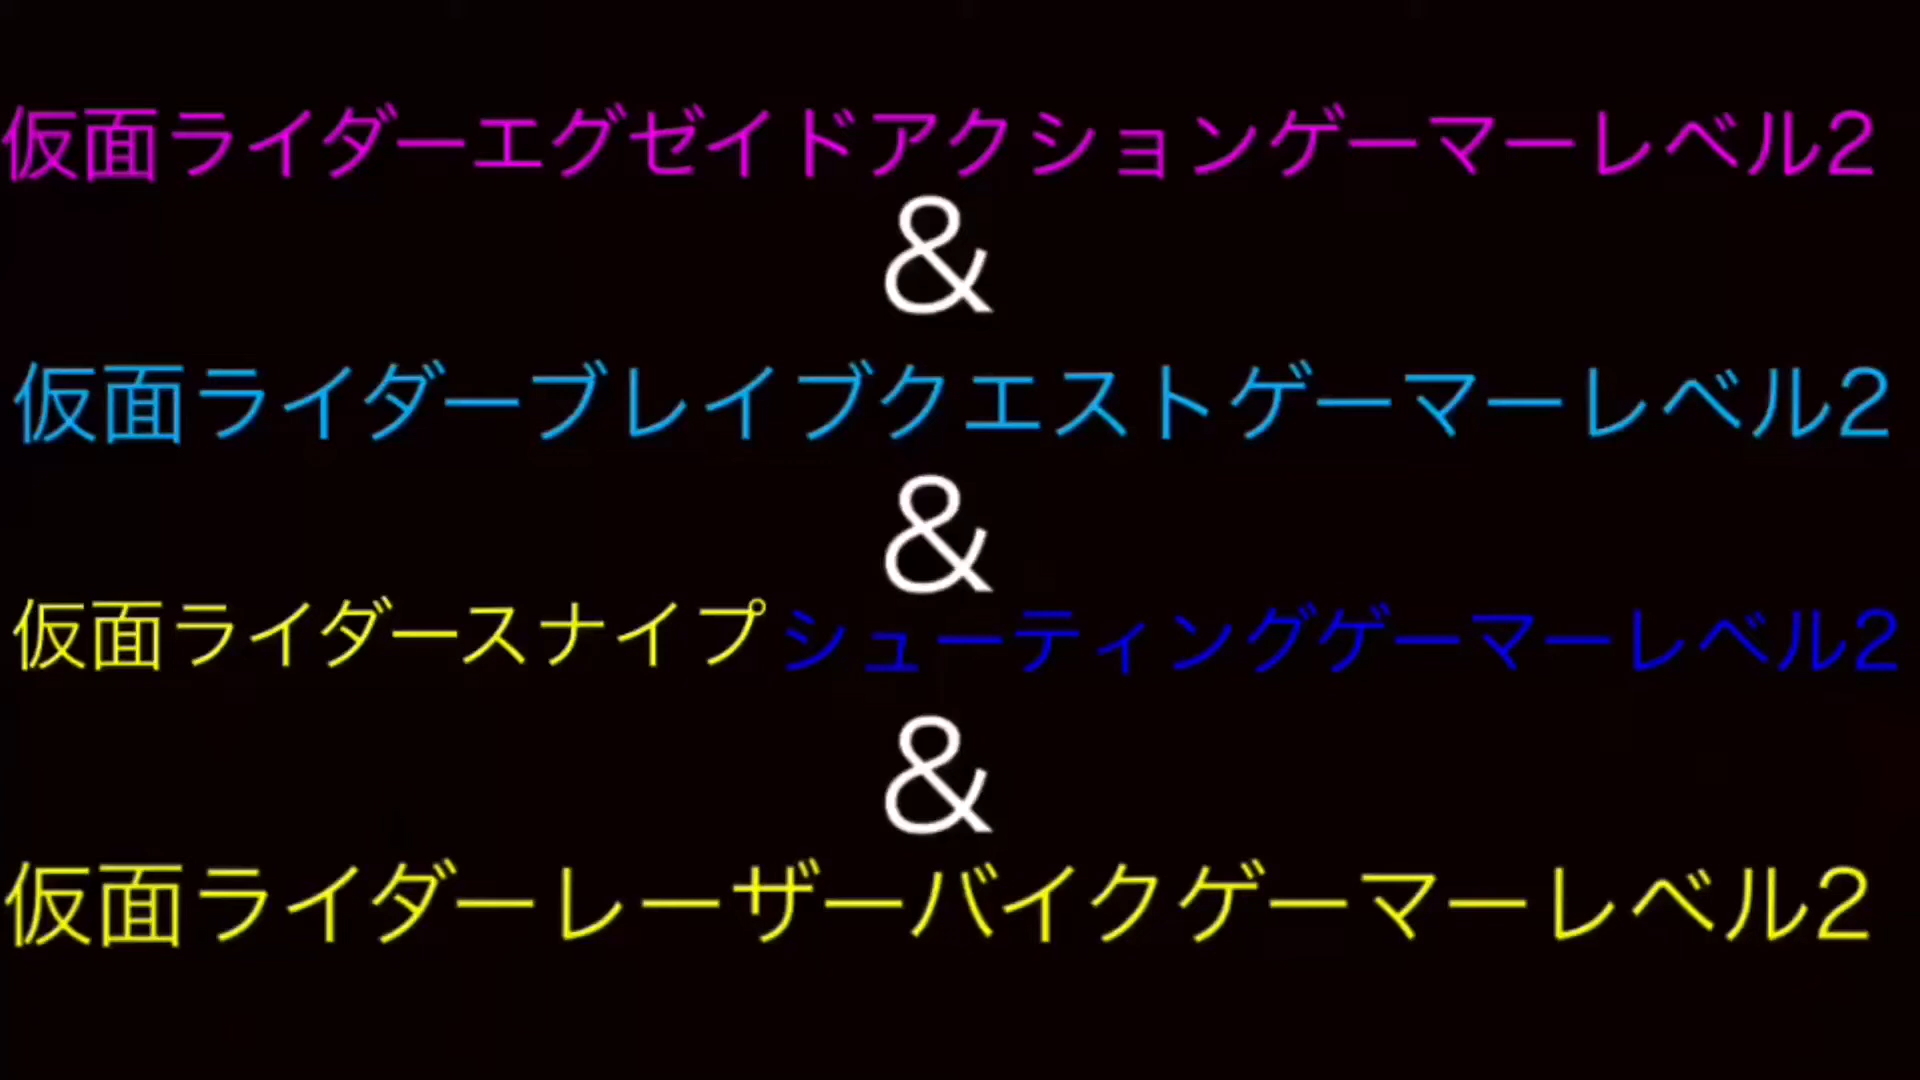 仮面ライダーエグゼイドアクションゲーマーレベル2
&
仮面ライダーブレイブクエストゲーマーレベル2
&
仮面ライダースナイプシューティングゲーマーレベル2
&
仮面ライダーレーザーバイクゲーマーレベル2